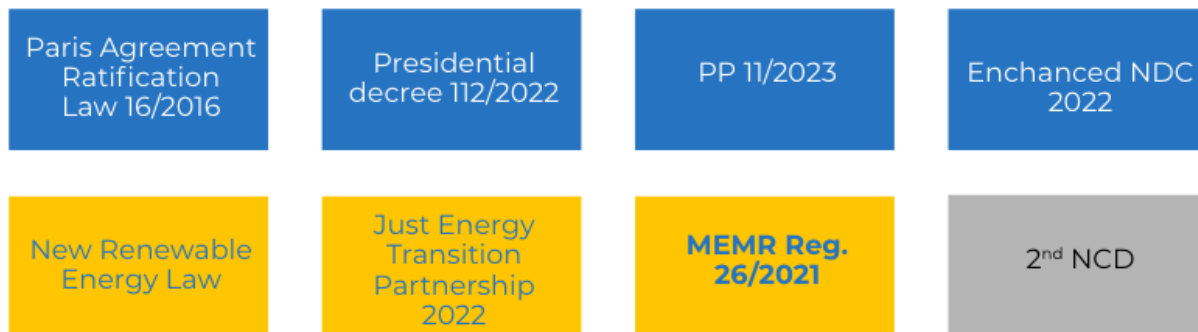 Paris Agreement
Ratification
Law 16/2016
Presidential
decree 112/2022
PP 11/2023
Enchanced NDC
2022
New Renewable
Energy Law
Just Energy
Transition
Partnership
2022
MEMR Reg.
26/2021
2nd NCD